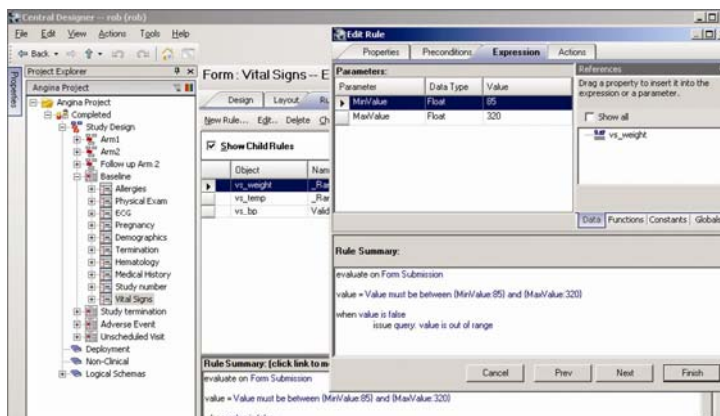 Central Designer -- rob (rob)
File Edit View Actions Tools Help
Back
Project Explorer
Properties
Angina Project
Angina Project
Completed
Study Design
Arm1
Arm2
Follow up Arm 2
Baseline
Allergies
Physical Exam
ECG
Pregnancy
Demographics
Termination
Hematology
Medical History
Study number
Vital Signs
Study termination
Adverse Event
Unscheduled Visit
Deployment
Non-Clinical
Logical Schemas
Form : Vital Signs -- E
Design Layout Ru
New Rule... Edit... Delete Ch
Show Child Rules
Object Nam
vs_weight _Ra
vs_temp _Ra
vs_bp Valid
Rule Summary: (click link to m
evaluate on Form Submission
value = Value must be between {MinValue:85} and {MaxValue:320}
Edit Rule
Properties Preconditions Expression Actions
Parameters:
Parameter Data Type Value
MinValue Float 85
MaxValue Float 320
References
Drag a property to insert it into the
expression or a parameter.
Show all
vs_weight
Data Functions Constants Globals
Rule Summary:
evaluate on Form Submission
value = Value must be between {MinValue:85} and {MaxValue:320}
when value is false
issue query: value is out of range
Cancel Prev Next Finish